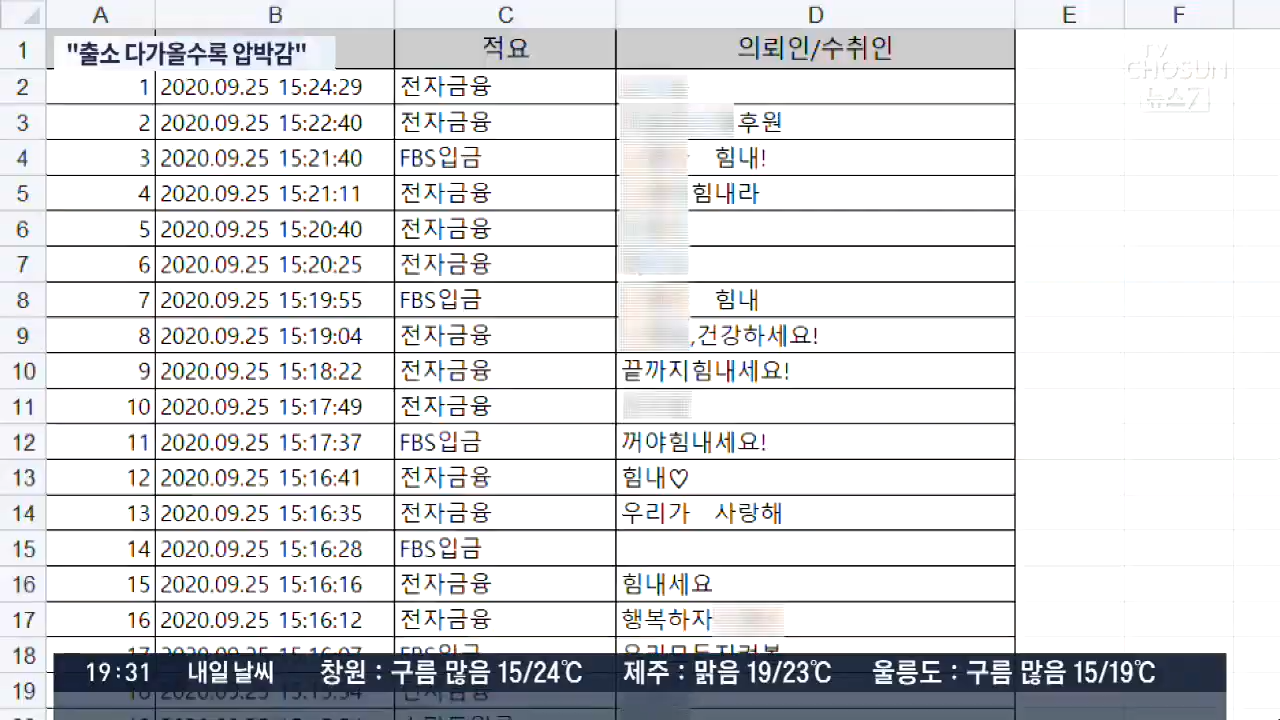 A B C D E F
1 "출소 다가올수록 압박감" 적요 의뢰인/수취인
TV CHOSUN 뉴스7
2 1 2020.09.25 15:24:29 전자금융
3 2 2020.09.25 15:22:40 전자금융 후원
4 3 2020.09.25 15:21:40 FBS입금 힘내!
5 4 2020.09.25 15:21:11 전자금융 힘내라
6 5 2020.09.25 15:20:40 전자금융
7 6 2020.09.25 15:20:25 전자금융
8 7 2020.09.25 15:19:55 FBS입금 힘내
9 8 2020.09.25 15:19:04 전자금융 ,건강하세요!
10 9 2020.09.25 15:18:22 전자금융 끝까지힘내세요!
11 10 2020.09.25 15:17:49 전자금융
12 11 2020.09.25 15:17:37 FBS입금 꺼야힘내세요!
13 12 2020.09.25 15:16:41 전자금융 힘내♡
14 13 2020.09.25 15:16:35 전자금융 우리가 사랑해
15 14 2020.09.25 15:16:28 FBS입금
16 15 2020.09.25 15:16:16 전자금융 힘내세요
17 16 2020.09.25 15:16:12 전자금융 행복하자
18
19:31 내일날씨 창원 : 구름 많음 15/24℃ 제주 : 맑음 19/23℃ 울릉도 : 구름 많음 15/19℃
19